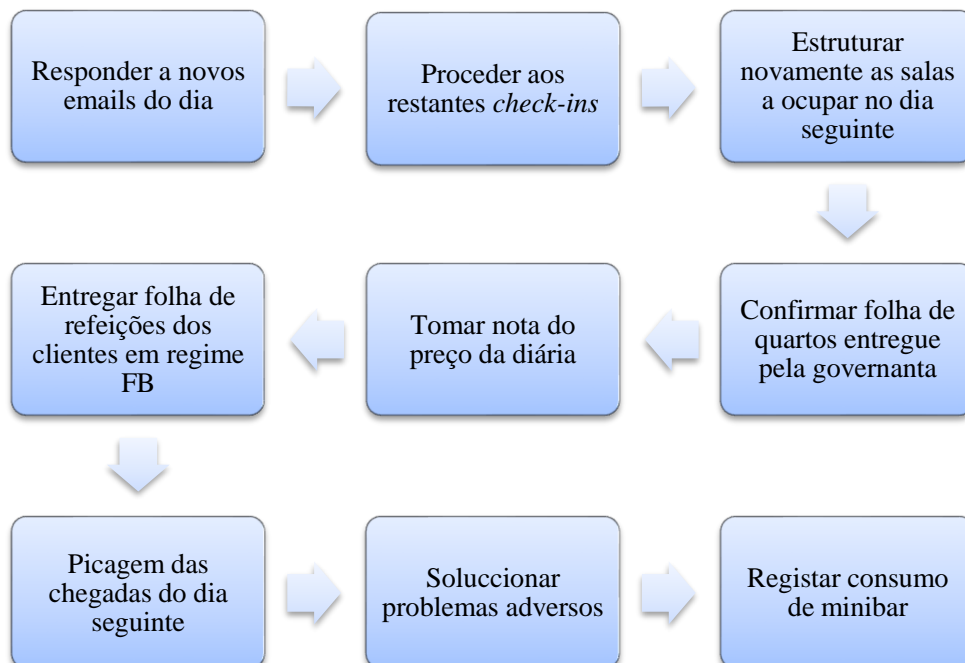 Responder a novos
emails do dia
Proceder aos
restantes check-ins
Estruturar
novamente as salas
a ocupar no dia
seguinte
Confirmar folha de
quartos entregue
pela governanta
Tomar nota do
preço da diária
Entregar folha de
refeições dos
clientes em regime
FB
Picagem das
chegadas do dia
seguinte
Soluccionar
problemas adversos
Registar consumo
de minibar